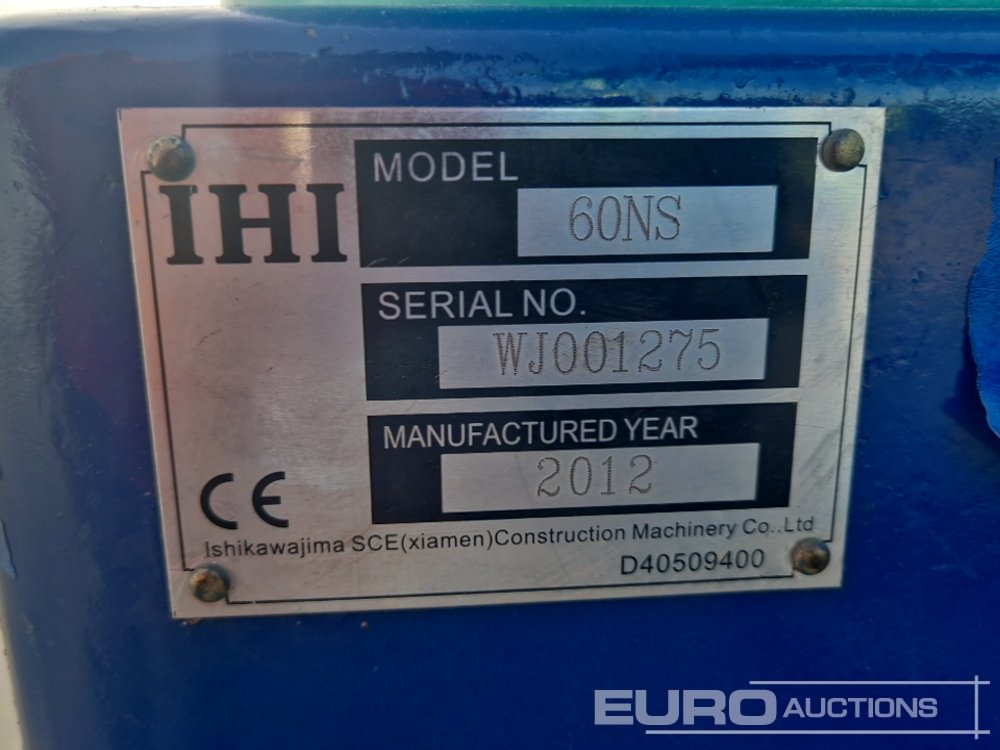 IHI
MODEL
60NS
SERIAL NO.
WJ001275
MANUFACTURED YEAR
2012
CE
Ishikawajima SCE(xiamen)Construction Machinery Co..Ltd
D40509400
EURO AUCTIONS